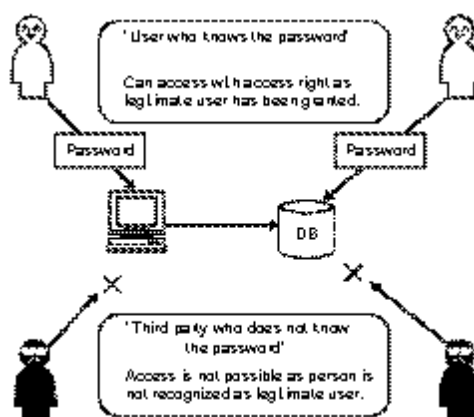 'User who knows the password'
Can access with access right as
legitimate user has been granted.
Password
Password
DB
'Third party who does not know
the password'
Access is not possible as person is
not recognized as legitimate user.